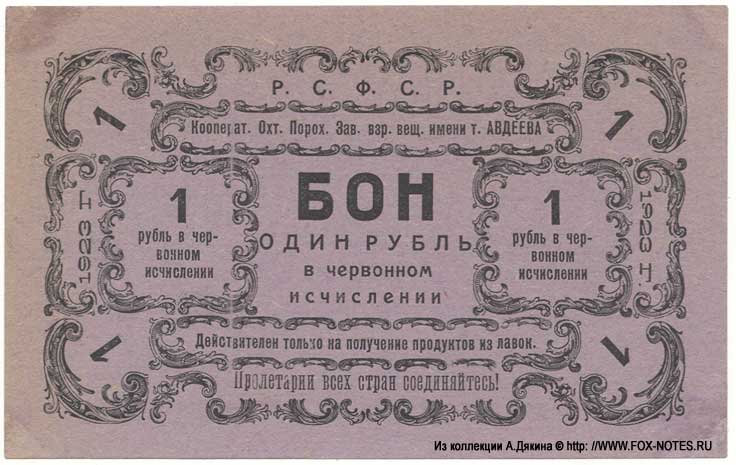 Р. С. Ф. С. Р.
Кооперат. Охт. Порох. Зав. взр. вещ. имени т. АВДЕЕВА
1
1
1923 г.
1
рубль в чер-
вонном
исчислении
БОН
ОДИН РУБЛЬ
в червонном
исчислении
1
рубль в чер-
вонном
исчислении
1923 г.
1
1
Действителен только на получение продуктов из лавок.
Пролетарии всех стран соединяйтесь!
Из коллекции А.Дякина © http: //WWW.FOX-NOTES.RU